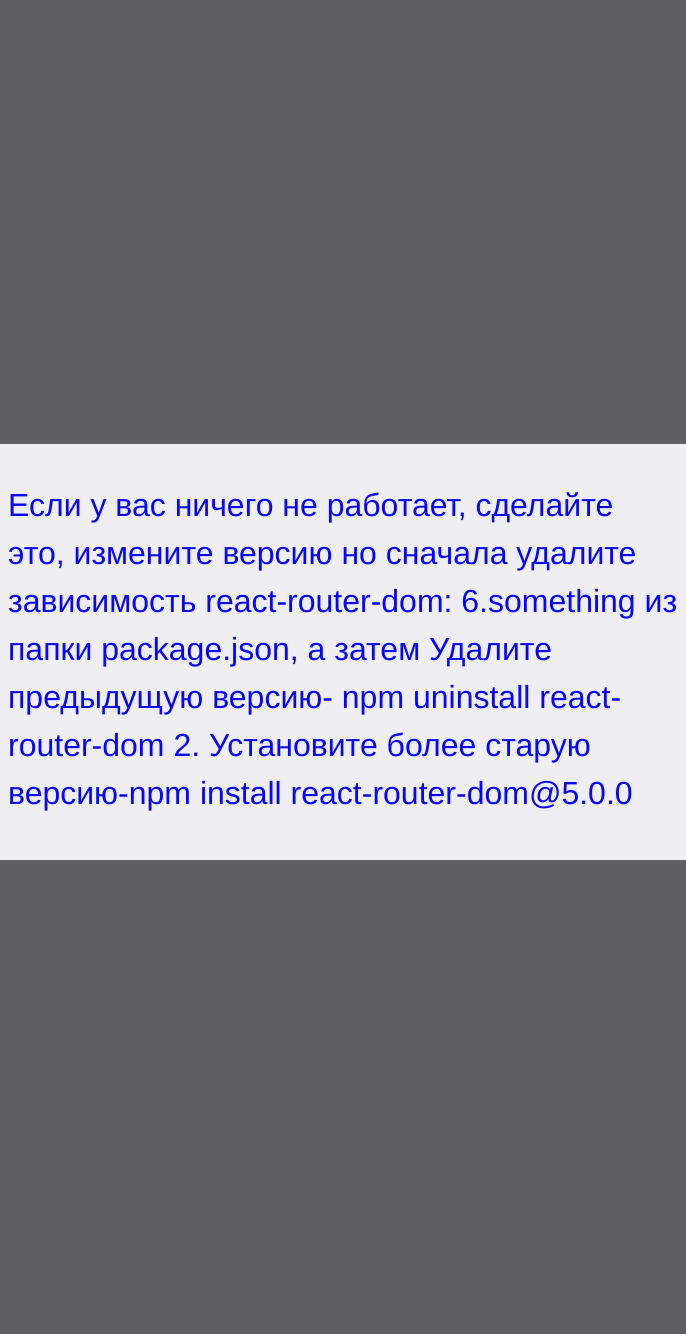 Если у вас ничего не работает, сделайте
это, измените версию но сначала удалите
зависимость react-router-dom: 6.something из
папки package.json, а затем Удалите
предыдущую версию- npm uninstall react-
router-dom 2. Установите более старую
версию-npm install react-router-dom@5.0.0